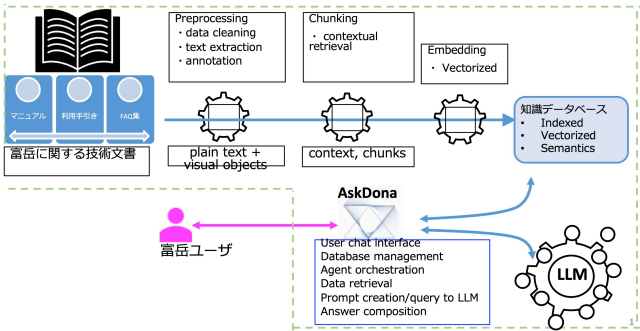 Preprocessing
・data cleaning
・text extraction
・annotation
Chunking
・contextual
retrieval
Embedding
・Vectorized
マニュアル
利用手引き
FAQ集
知識データベース
• Indexed
• Vectorized
• Semantics
富岳に関する技術文書
plain text +
visual objects
context, chunks
AskDona
富岳ユーザ
User chat interface
Database management
Agent orchestration
Data retrieval
Prompt creation/query to LLM
Answer composition
LLM
1